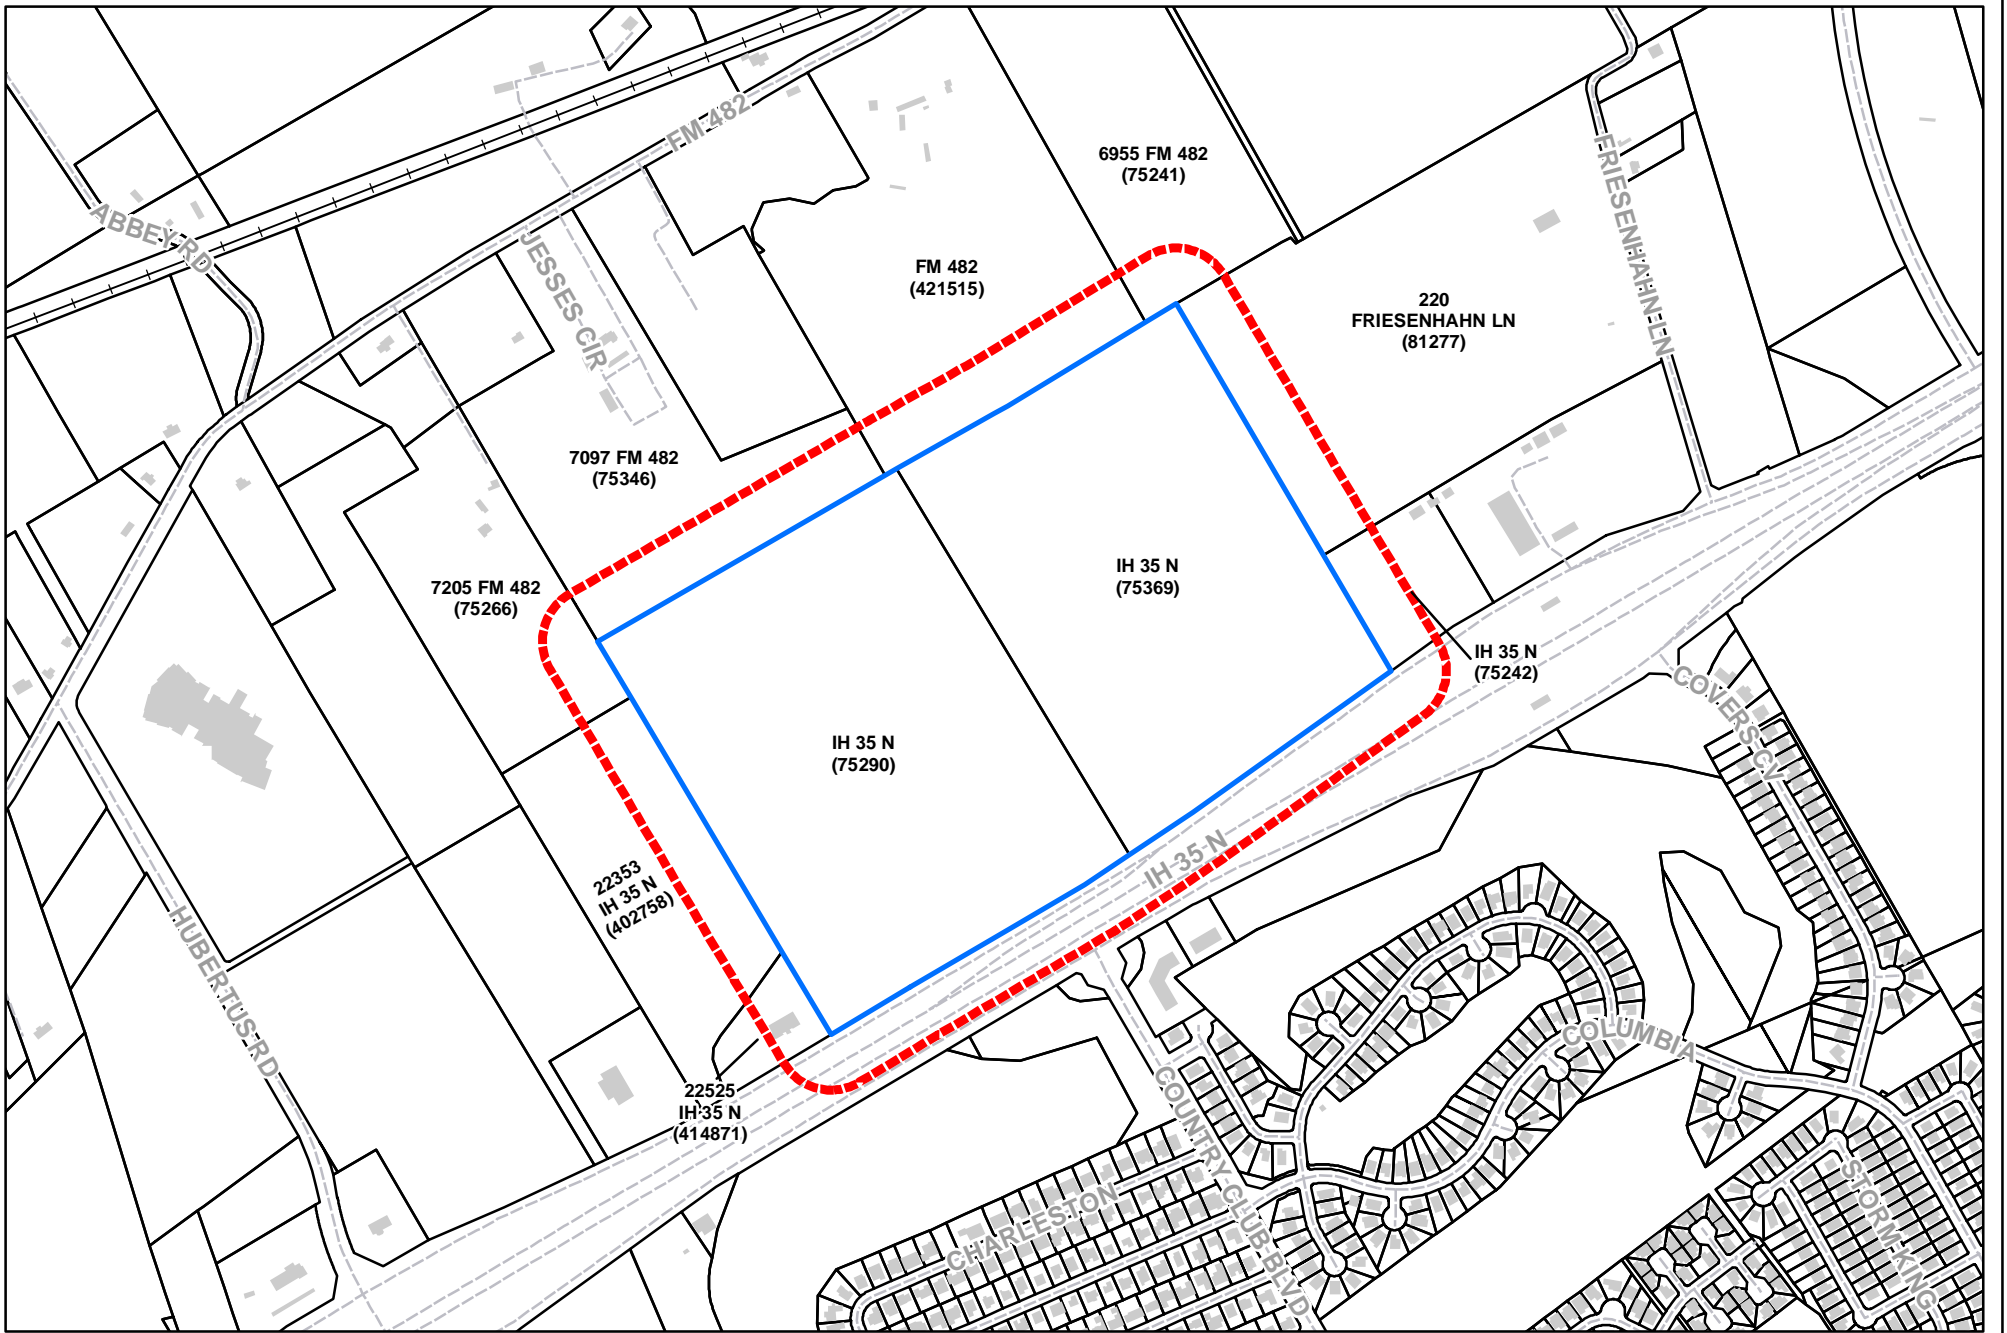 FM 482
6955 FM 482
(75241)
ABBEY RD
FRIESENHAHN LN
JESSES CIR
FM 482
(421515)
220
FRIESENHAHN LN
(81277)
7097 FM 482
(75346)
7205 FM 482
(75266)
IH 35 N
(75369)
IH 35 N
(75242)
COVERS CV
IH 35 N
(75290)
IH 35 N
22353
IH 35 N
(402758)
HUBERTUS RD
COLUMBIA
22525
IH 35 N
(414871)
COUNTRY CLUB BLVD
CHARLESTON
STORM KING